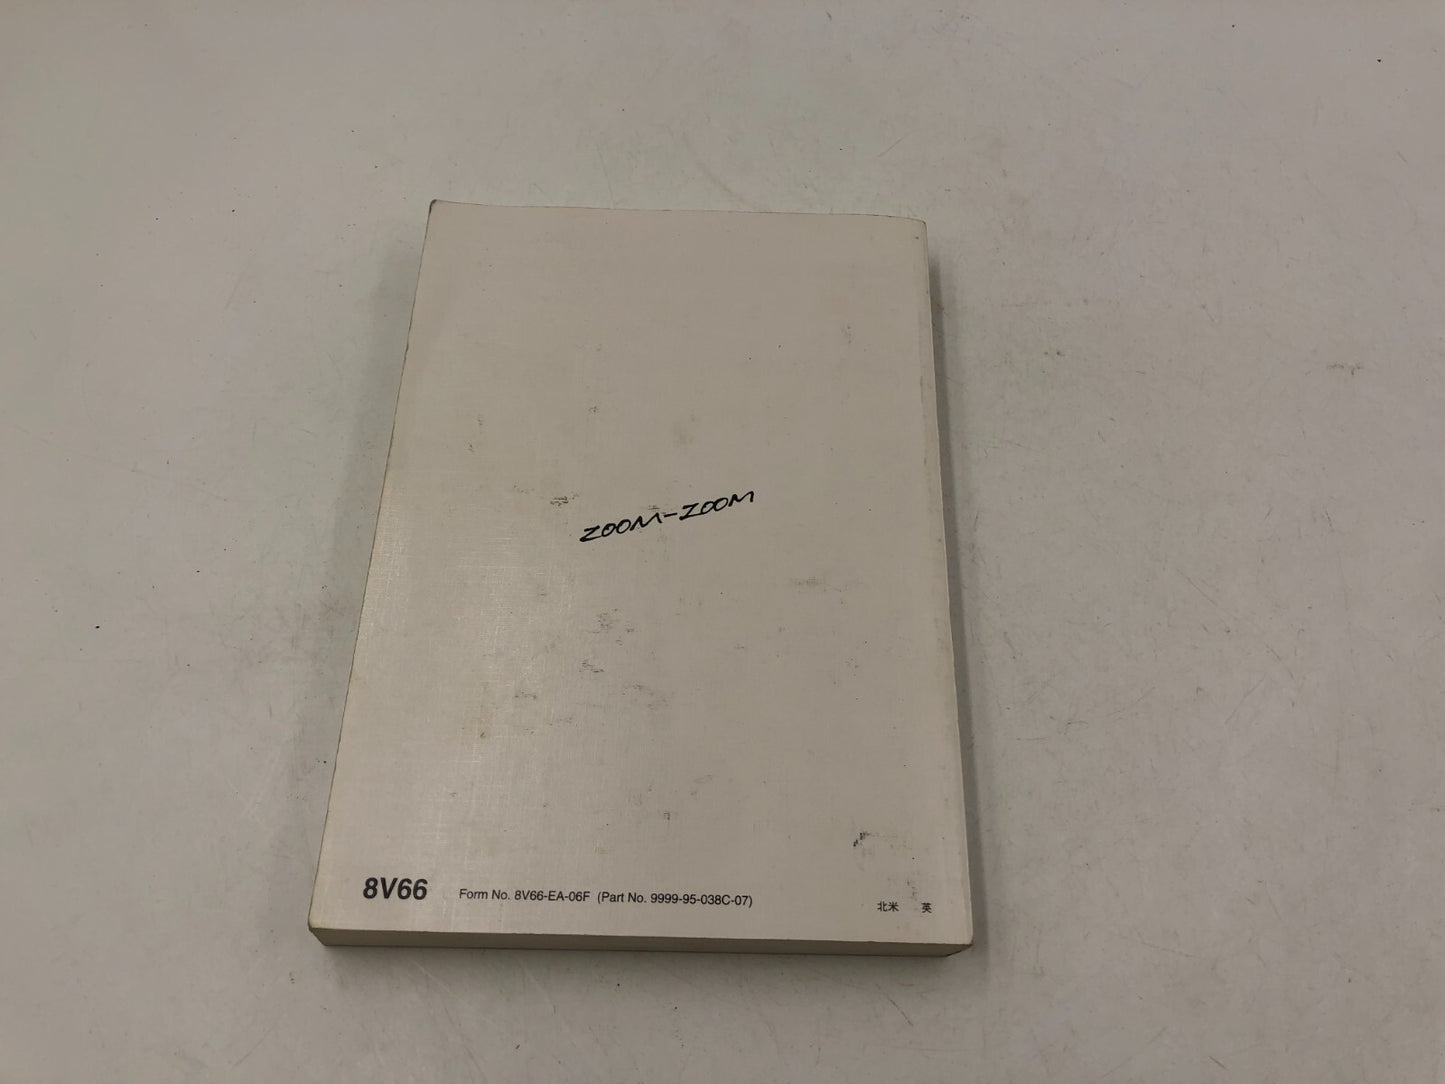 ZOOM-ZOOM
8V66 Form No. 8V66-EA-06F (Part No. 9999-95-038C-07) 北米 英